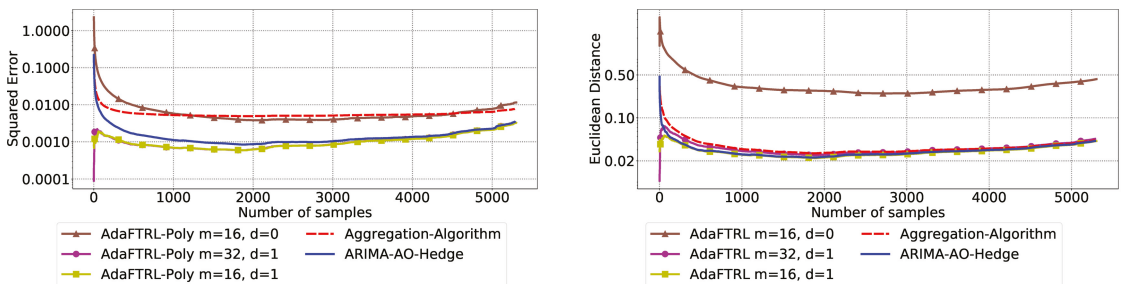 Squared Error
1.0000
0.1000
0.0100
0.0010
0.0001
0 1000 2000 3000 4000 5000
Number of samples
AdaFTRL-Poly m=16, d=0
AdaFTRL-Poly m=32, d=1
AdaFTRL-Poly m=16, d=1
Aggregation-Algorithm
ARIMA-AO-Hedge
Euclidean Distance
0.50
0.10
0.02
0 1000 2000 3000 4000 5000
Number of samples
AdaFTRL m=16, d=0
AdaFTRL m=32, d=1
AdaFTRL m=16, d=1
Aggregation-Algorithm
ARIMA-AO-Hedge